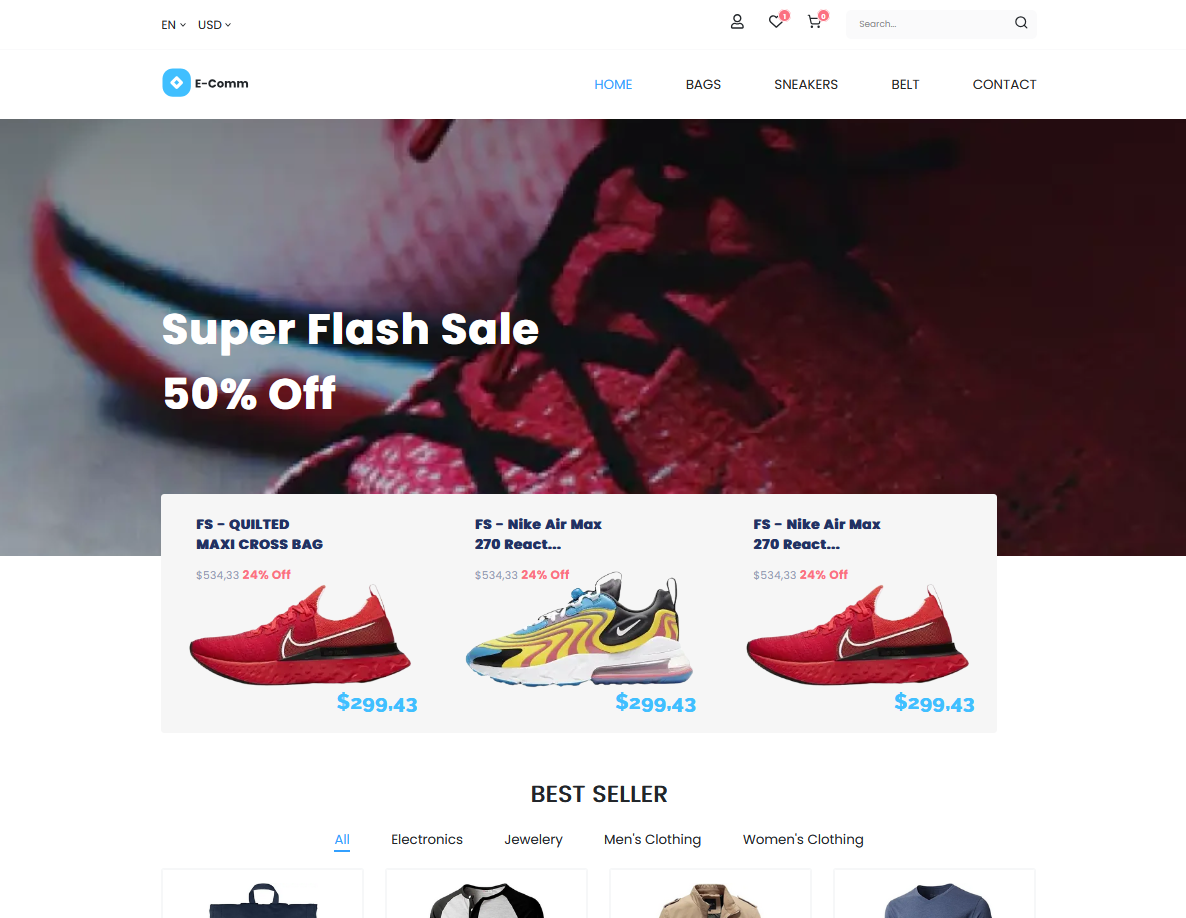 EN USD
1 0 Search...
E-Comm
HOME BAGS SNEAKERS BELT CONTACT
Super Flash Sale
50% Off
FS - QUILTED
MAXI CROSS BAG
$534,33 24% Off
$299,43
FS - Nike Air Max
270 React...
$534,33 24% Off
$299,43
FS - Nike Air Max
270 React...
$534,33 24% Off
$299,43
BEST SELLER
All Electronics Jewelery Men's Clothing Women's Clothing